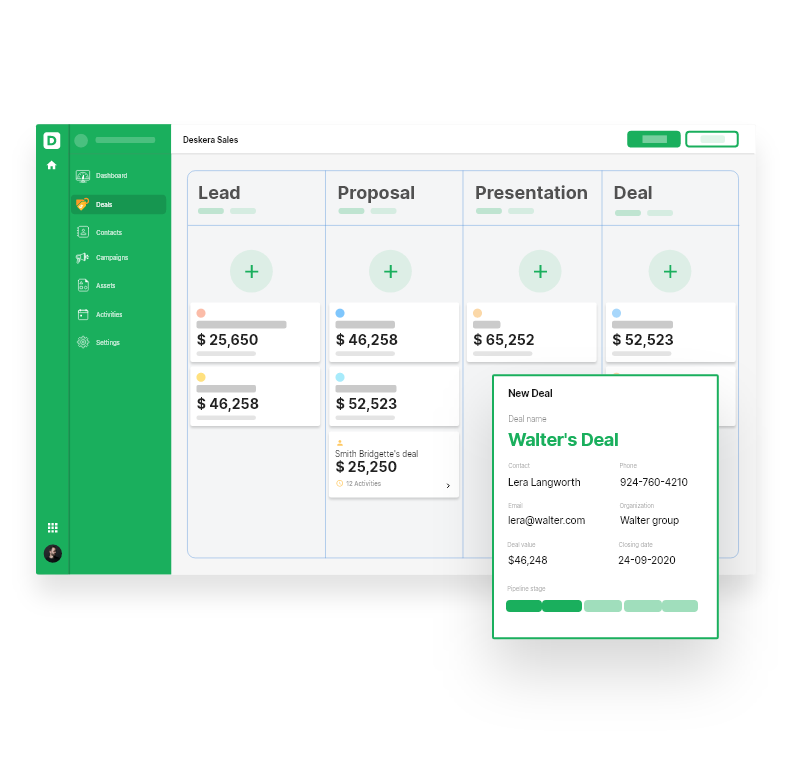 D
Deskera Sales
Dashboard
Deals
Contacts
Campaigns
Assets
Activities
Settings
Lead
Proposal
Presentation
Deal
+
+
+
+
$ 25,650
$ 46,258
$ 65,252
$ 52,523
$ 46,258
$ 52,523
Smith Bridgette's deal
$ 25,250
12 Activities
New Deal
Deal name
Walter's Deal
Contact
Phone
Lera Langworth
924-760-4210
Email
Organization
lera@walter.com
Walter group
Deal value
Closing date
$46,248
24-09-2020
Pipeline stage